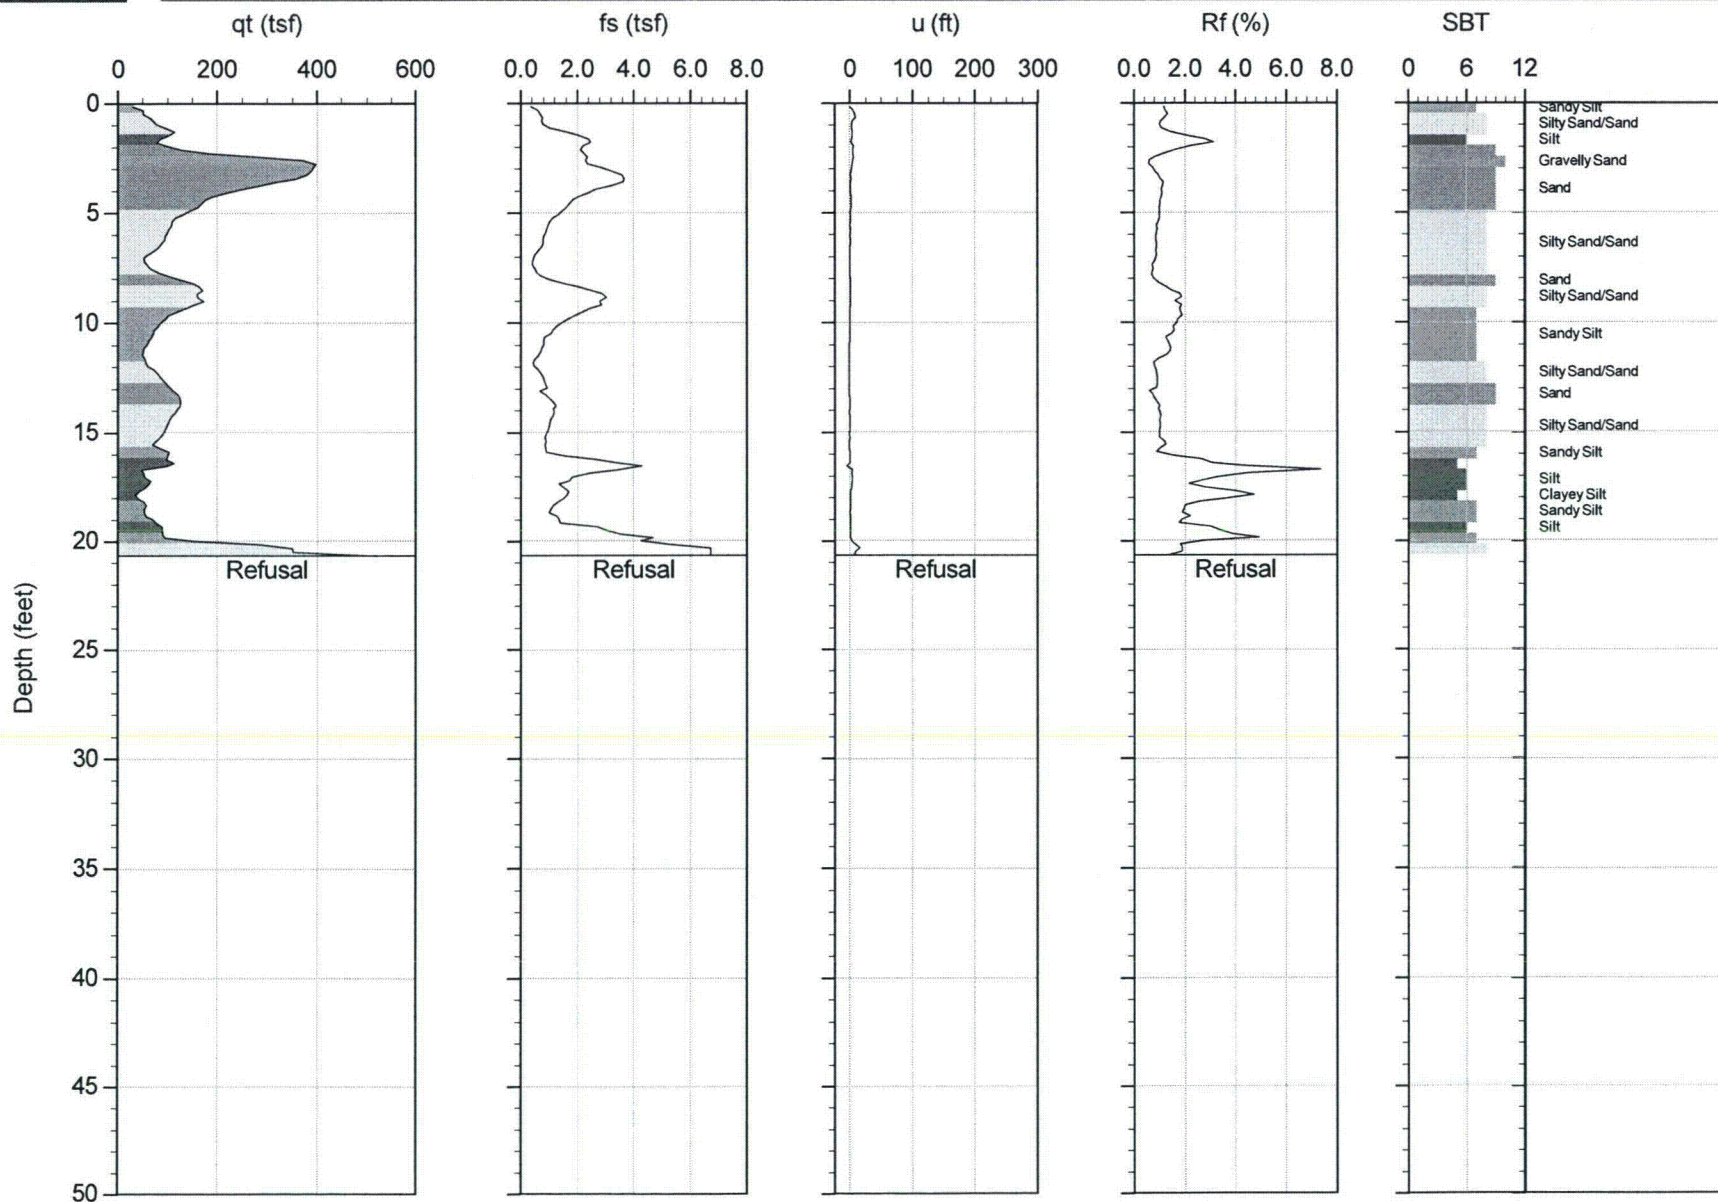 qt (tsf) fs (tsf) u (ft) Rf (%) SBT
0 200 400 600 0.0 2.0 4.0 6.0 8.0 0 100 200 300 0.0 2.0 4.0 6.0 8.0 0 6 12
0
Sandy Silt
Silty Sand/Sand
Silt
Gravelly Sand
Sand
5
Silty Sand/Sand
Sand
Silty Sand/Sand
10
Sandy Silt
Silty Sand/Sand
Sand
Silty Sand/Sand
15
Sandy Silt
Silt
Clayey Silt
Sandy Silt
Silt
20
Refusal Refusal Refusal Refusal
Depth (feet)
25
30
35
40
45
50